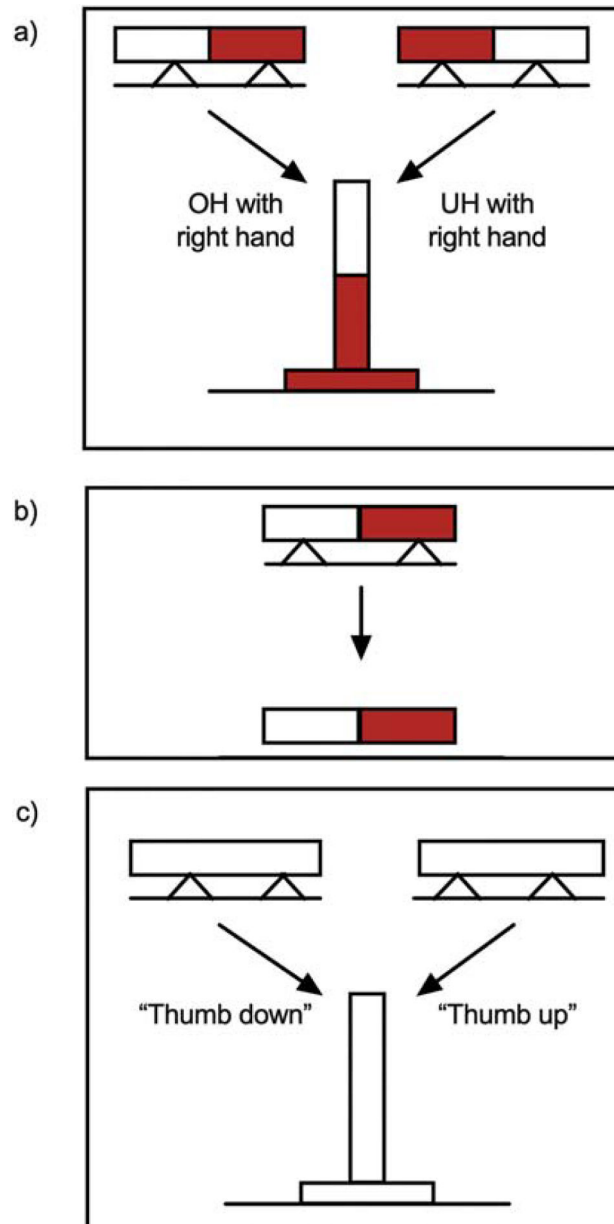 a)
OH with
right hand
UH with
right hand
b)
c)
“Thumb down”
“Thumb up”